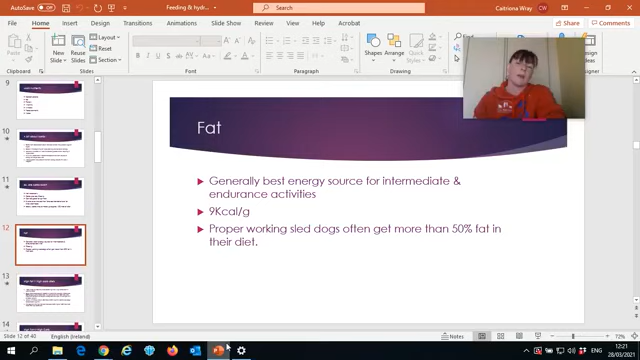 AutoSave
Off
Feeding & hydr...
Search
Caitriona Wray
CW
File
Home
Insert
Design
Transitions
Animations
Slide Show
Review
View
Help
Acrobat
Share
Comments
New
Slide
Reuse
Slides
Layout
Reset
Section
Shapes
Arrange
Find
Clipboard
Slides
Font
Paragraph
Drawing
9
10
11
12
13
14
Fat
Generally best energy source for intermediate &
endurance activities
9Kcal/g
Proper working sled dogs often get more than 50% fat in
their diet.
Slide 12 of 40
English (Ireland)
Notes
72%
12:21
ENG
28/03/2021